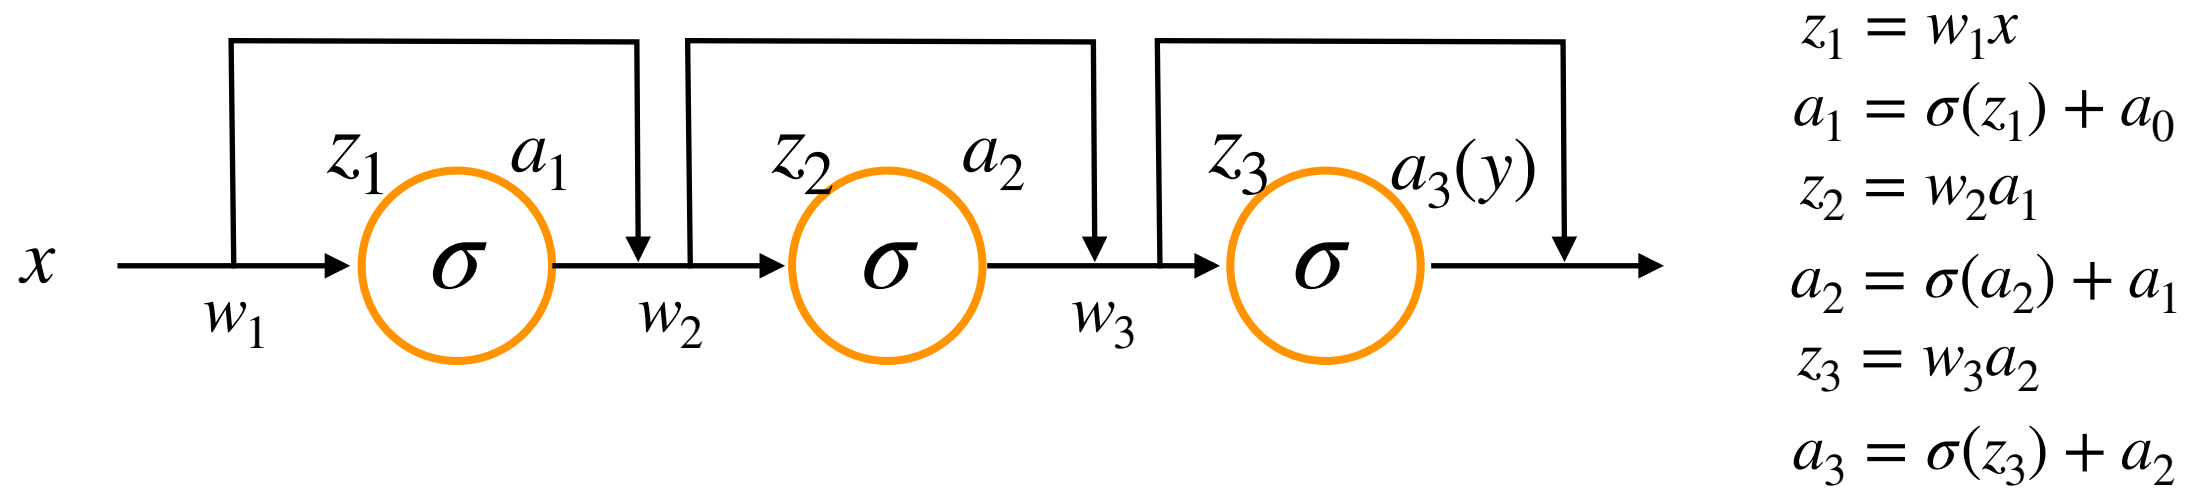 x
w₁
z₁
σ
a₁
w₂
z₂
σ
a₂
w₃
z₃
σ
a₃(y)
z₁ = w₁x
a₁ = σ(z₁) + a₀
z₂ = w₂a₁
a₂ = σ(a₂) + a₁
z₃ = w₃a₂
a₃ = σ(z₃) + a₂